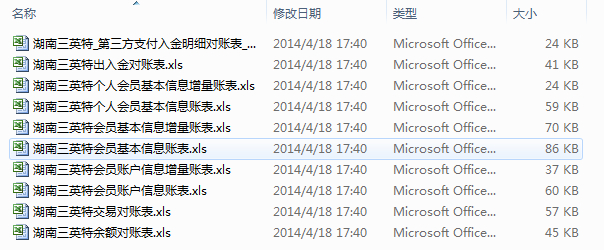 名称 修改日期 类型 大小
湖南三英特_第三方支付入金明细对账表_... 2014/4/18 17:40 Microsoft Office... 24 KB
湖南三英特出入金对账表.xls 2014/4/18 17:40 Microsoft Office... 41 KB
湖南三英特个人会员基本信息增量账表.xls 2014/4/18 17:40 Microsoft Office... 24 KB
湖南三英特个人会员基本信息账表.xls 2014/4/18 17:40 Microsoft Office... 59 KB
湖南三英特会员基本信息增量账表.xls 2014/4/18 17:40 Microsoft Office... 70 KB
湖南三英特会员基本信息账表.xls 2014/4/18 17:40 Microsoft Office... 86 KB
湖南三英特会员账户信息增量账表.xls 2014/4/18 17:40 Microsoft Office... 37 KB
湖南三英特会员账户信息账表.xls 2014/4/18 17:40 Microsoft Office... 60 KB
湖南三英特交易对账表.xls 2014/4/18 17:40 Microsoft Office... 57 KB
湖南三英特余额对账表.xls 2014/4/18 17:40 Microsoft Office... 45 KB